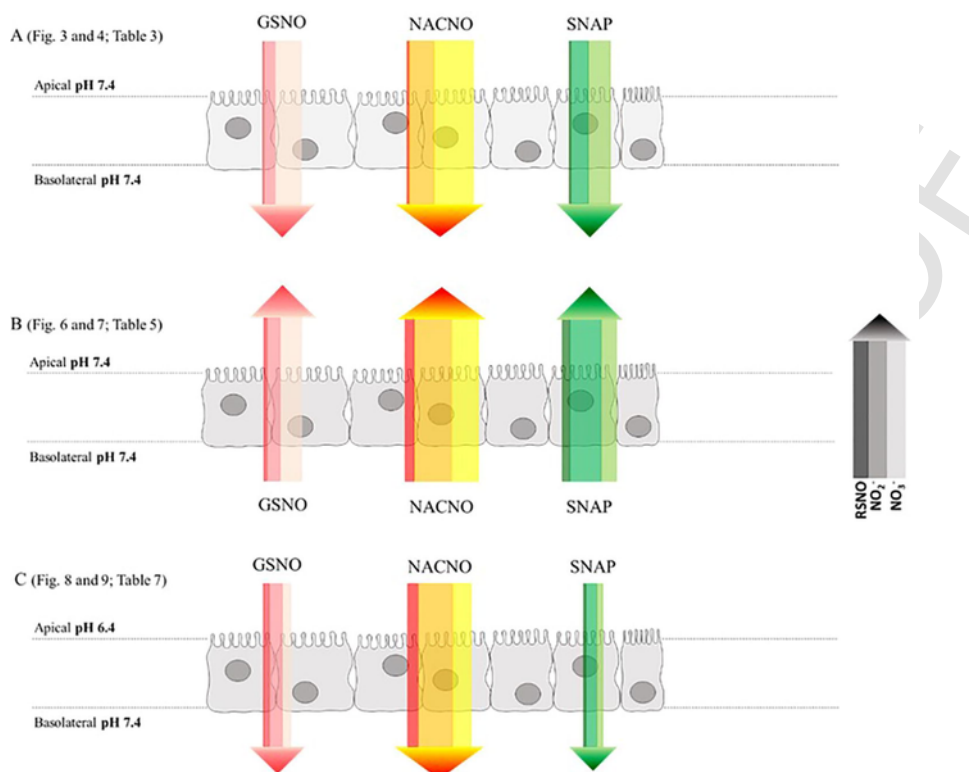 GSNO NACNO SNAP
A (Fig. 3 and 4; Table 3)
Apical pH 7.4
Basolateral pH 7.4
B (Fig. 6 and 7; Table 5)
Apical pH 7.4
Basolateral pH 7.4
GSNO NACNO SNAP
RSNO
NO₂⁻
NO₃⁻
GSNO NACNO SNAP
C (Fig. 8 and 9; Table 7)
Apical pH 6.4
Basolateral pH 7.4